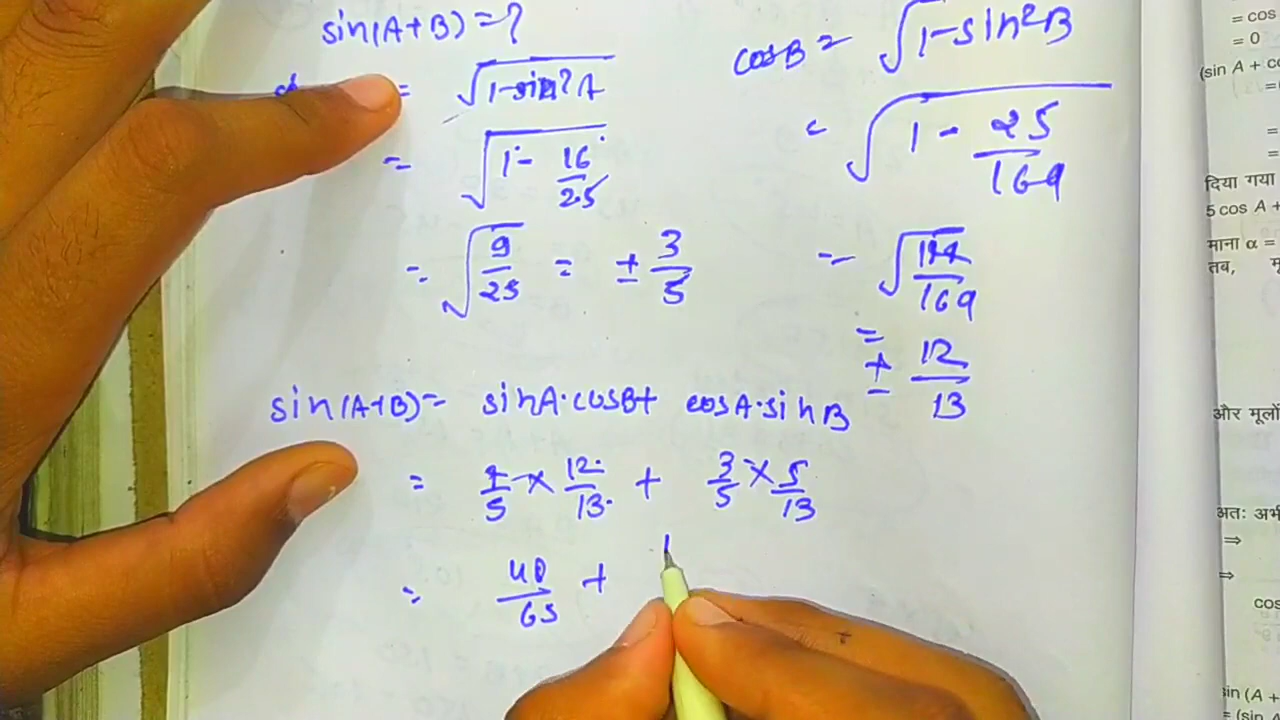 sin(A+B)=?
= √1-sin²A
= √1-16/25
= √9/25 = ± 3/5
cosB = √1-sin²B
= √1-25/169
= √144/169
= ± 12/13
sin(A+B)= sinA·cosB+ cosA·sinB
= 4/5 × 12/13 + 3/5 × 5/13
= 48/65 +
= cos
= 0
(sin A + co
=
=
=
दिया गया
5 cos A +
माना α =
तब,
और मूलों
अतः अभी
⇒
⇒
cos
sin (A +
= (sin A